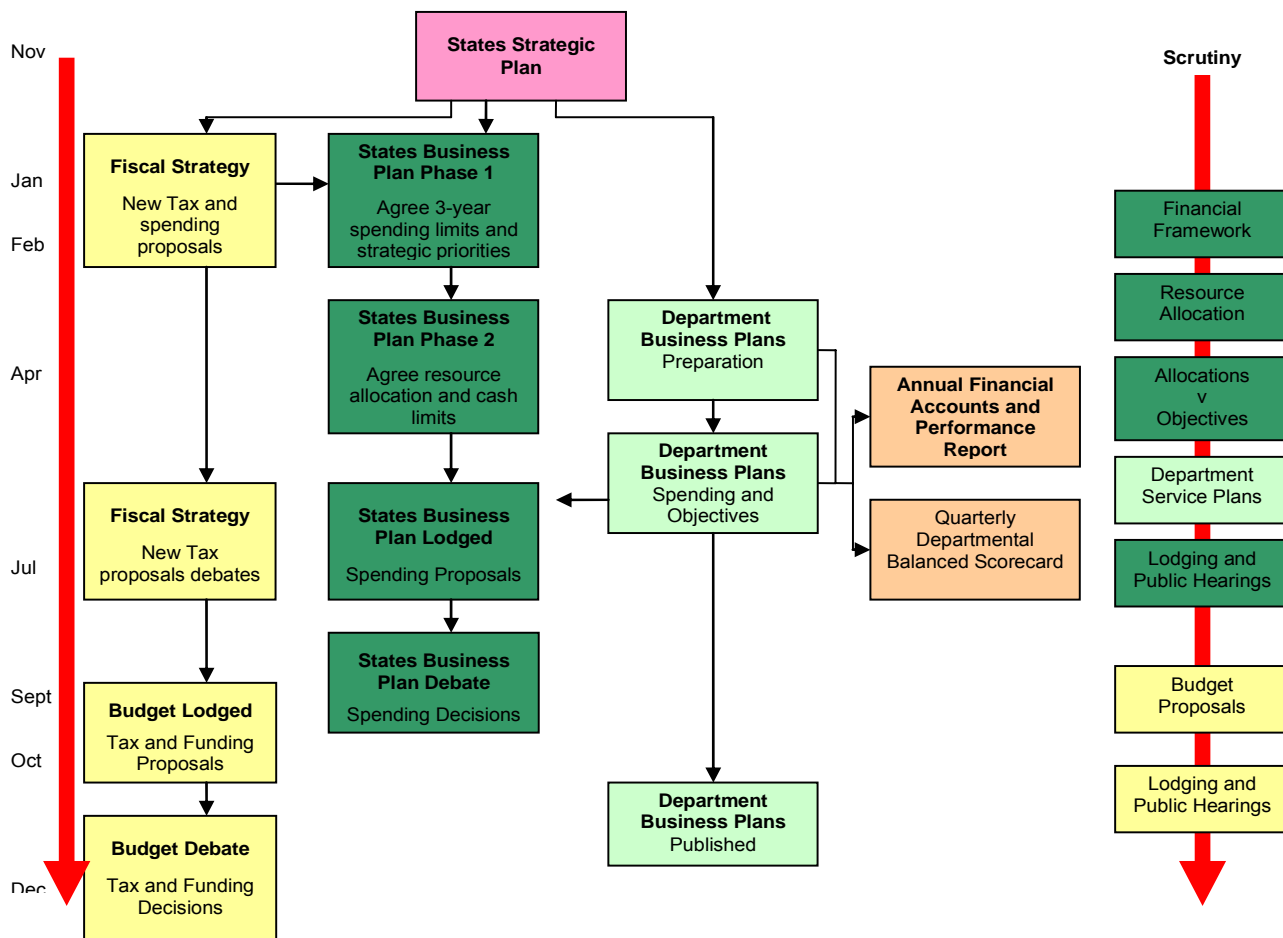 Nov
Jan
Feb
Apr
Jul
Sept
Oct
Dec
States Strategic
Plan
Fiscal Strategy
New Tax and
spending
proposals
States Business
Plan Phase 1
Agree 3-year
spending limits and
strategic priorities
States Business
Plan Phase 2
Agree resource
allocation and cash
limits
Department
Business Plans
Preparation
Department
Business Plans
Spending and
Objectives
Annual Financial
Accounts and
Performance
Report
Quarterly
Departmental
Balanced Scorecard
Fiscal Strategy
New Tax
proposals debates
States Business
Plan Lodged
Spending Proposals
States Business
Plan Debate
Spending Decisions
Budget Lodged
Tax and Funding
Proposals
Budget Debate
Tax and Funding
Decisions
Department
Business Plans
Published
Scrutiny
Financial
Framework
Resource
Allocation
Allocations
v
Objectives
Department
Service Plans
Lodging and
Public Hearings
Budget
Proposals
Lodging and
Public Hearings